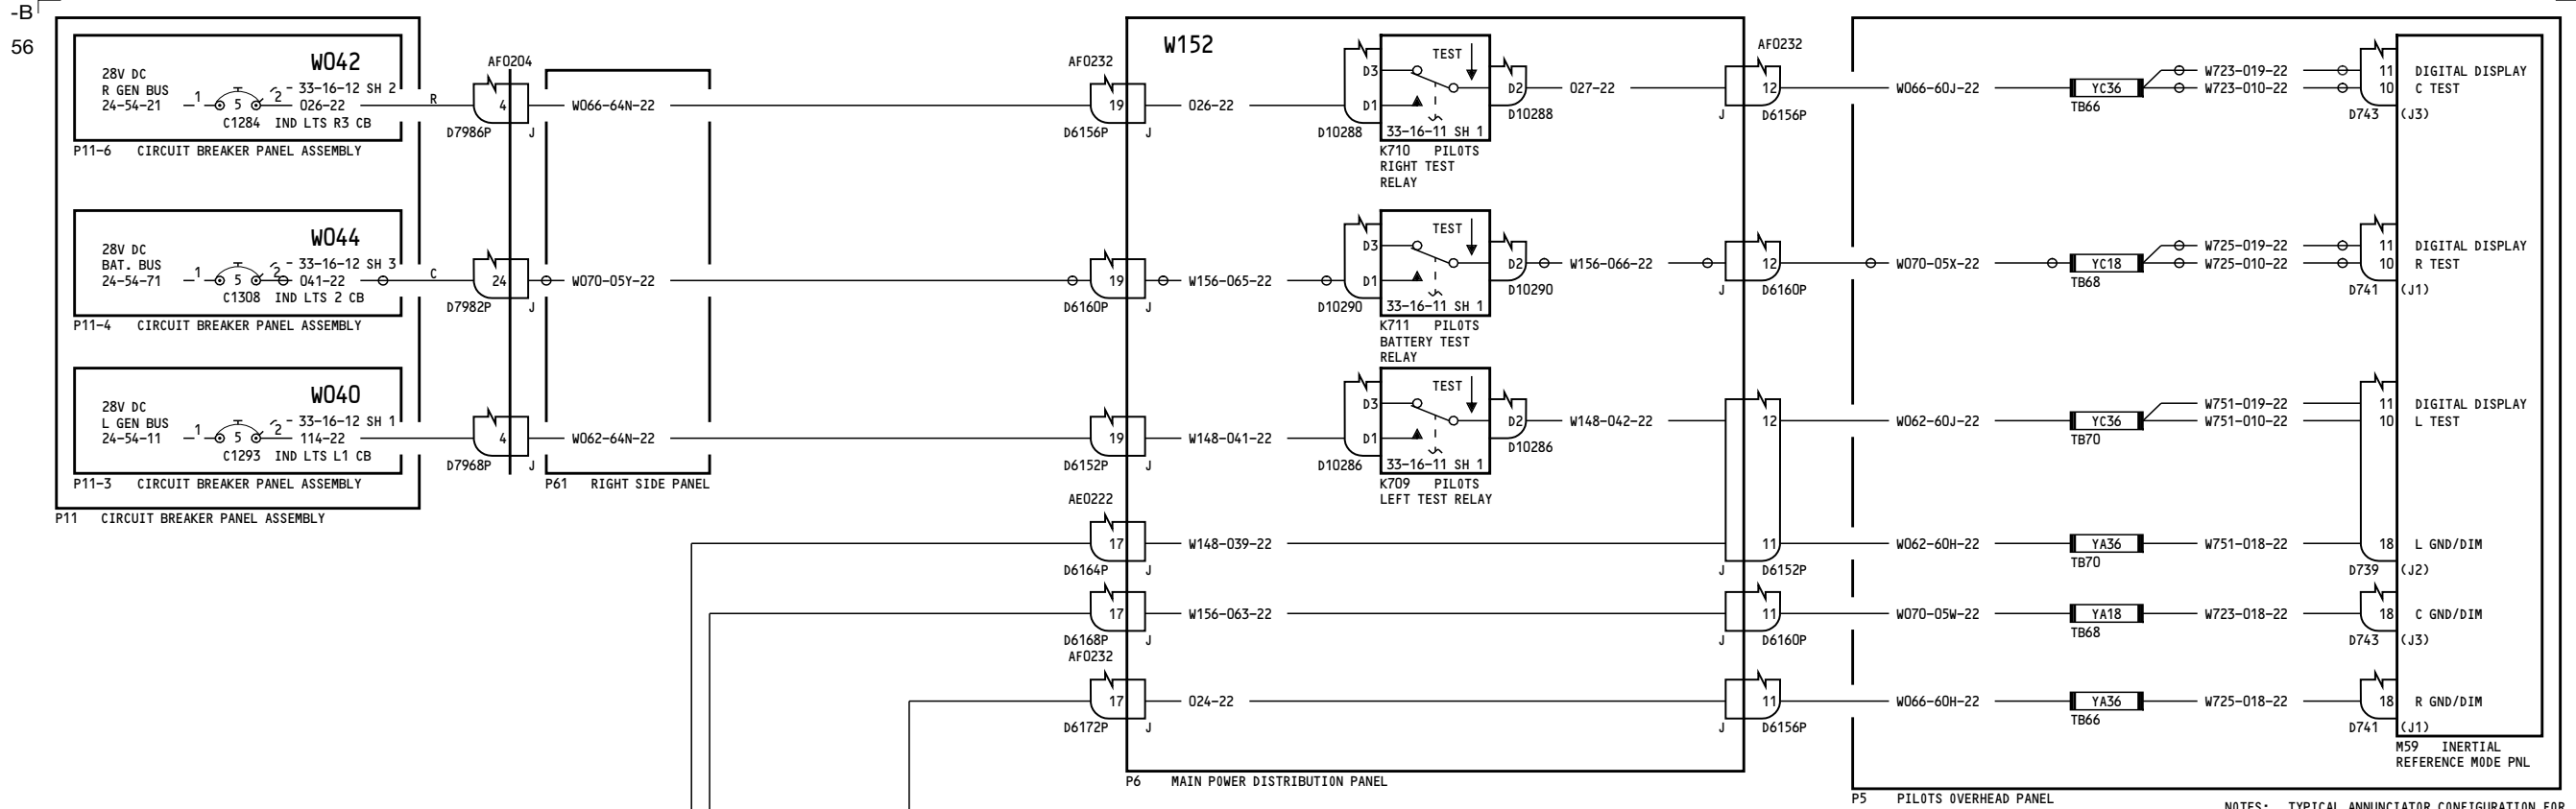 -B
56
W042
28V DC
R GEN BUS
24-54-21
1
5
2
33-16-12 SH 2
026-22
C1284 IND LTS R3 CB
P11-6 CIRCUIT BREAKER PANEL ASSEMBLY
R
AF0204
4
D7986P
J
W066-64N-22
AF0232
19
D6156P
J
W152
026-22
D3
D1
D10288
TEST
33-16-11 SH 1
K710 PILOTS
RIGHT TEST
RELAY
D2
D10288
027-22
AF0232
12
D6156P
J
W066-60J-22
YC36
TB66
W723-019-22
W723-010-22
11
10
D743
(J3)
DIGITAL DISPLAY
C TEST
W044
28V DC
BAT. BUS
24-54-71
1
5
2
33-16-12 SH 3
041-22
C1308 IND LTS 2 CB
P11-4 CIRCUIT BREAKER PANEL ASSEMBLY
C
24
D7982P
J
W070-05Y-22
19
D6160P
J
W156-065-22
D3
D1
D10290
TEST
33-16-11 SH 1
K711 PILOTS
BATTERY TEST
RELAY
D2
D10290
W156-066-22
12
J
D6160P
W070-05X-22
YC18
TB68
W725-019-22
W725-010-22
11
10
D741
(J1)
DIGITAL DISPLAY
R TEST
W040
28V DC
L GEN BUS
24-54-11
1
5
2
33-16-12 SH 1
114-22
C1293 IND LTS L1 CB
P11-3 CIRCUIT BREAKER PANEL ASSEMBLY
P11 CIRCUIT BREAKER PANEL ASSEMBLY
4
D7968P
J
W062-64N-22
P61 RIGHT SIDE PANEL
19
D6152P
J
W148-041-22
D3
D1
D10286
TEST
33-16-11 SH 1
K709 PILOTS
LEFT TEST RELAY
D2
D10286
W148-042-22
12
W062-60J-22
YC36
TB70
W751-019-22
W751-010-22
11
10
DIGITAL DISPLAY
L TEST
AE0222
17
D6164P
J
W148-039-22
11
J
D6152P
W062-60H-22
YA36
TB70
W751-018-22
18
D739
(J2)
L GND/DIM
17
D6168P
J
W156-063-22
11
J
D6160P
W070-05W-22
YA18
TB68
W723-018-22
18
D743
(J3)
C GND/DIM
AF0232
17
D6172P
J
024-22
11
J
D6156P
W066-60H-22
YA36
TB66
W725-018-22
18
D741
(J1)
R GND/DIM
M59 INERTIAL
REFERENCE MODE PNL
P6 MAIN POWER DISTRIBUTION PANEL
P5 PILOTS OVERHEAD PANEL
NOTES: TYPICAL ANNUNCIATOR CONFIGURATION FOR